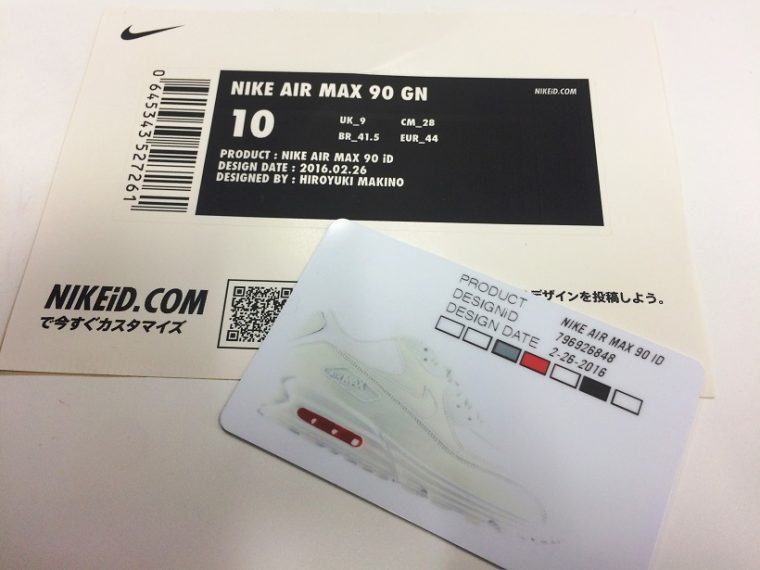 NIKE AIR MAX 90 GN
NIKEiD.COM
10
UK_9 CM_28
BR_41.5 EUR_44
PRODUCT : NIKE AIR MAX 90 iD
DESIGN DATE : 2016.02.26
DESIGNED BY : HIROYUKI MAKINO
0 645343 527261
NIKEiD.COM
で今すぐカスタマイズ
デザインを投稿しよう。
PRODUCT NIKE AIR MAX 90 ID
DESIGNiD 796926848
DESIGN DATE 2-26-2016